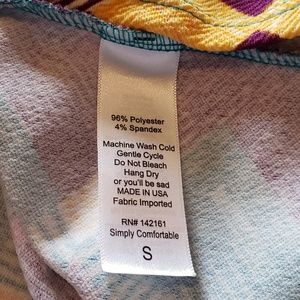 96% Polyester
4% Spandex
Machine Wash Cold
Gentle Cycle
Do Not Bleach
Hang Dry
or you'll be sad
MADE IN USA
Fabric Imported
RN# 142161
Simply Comfortable
S